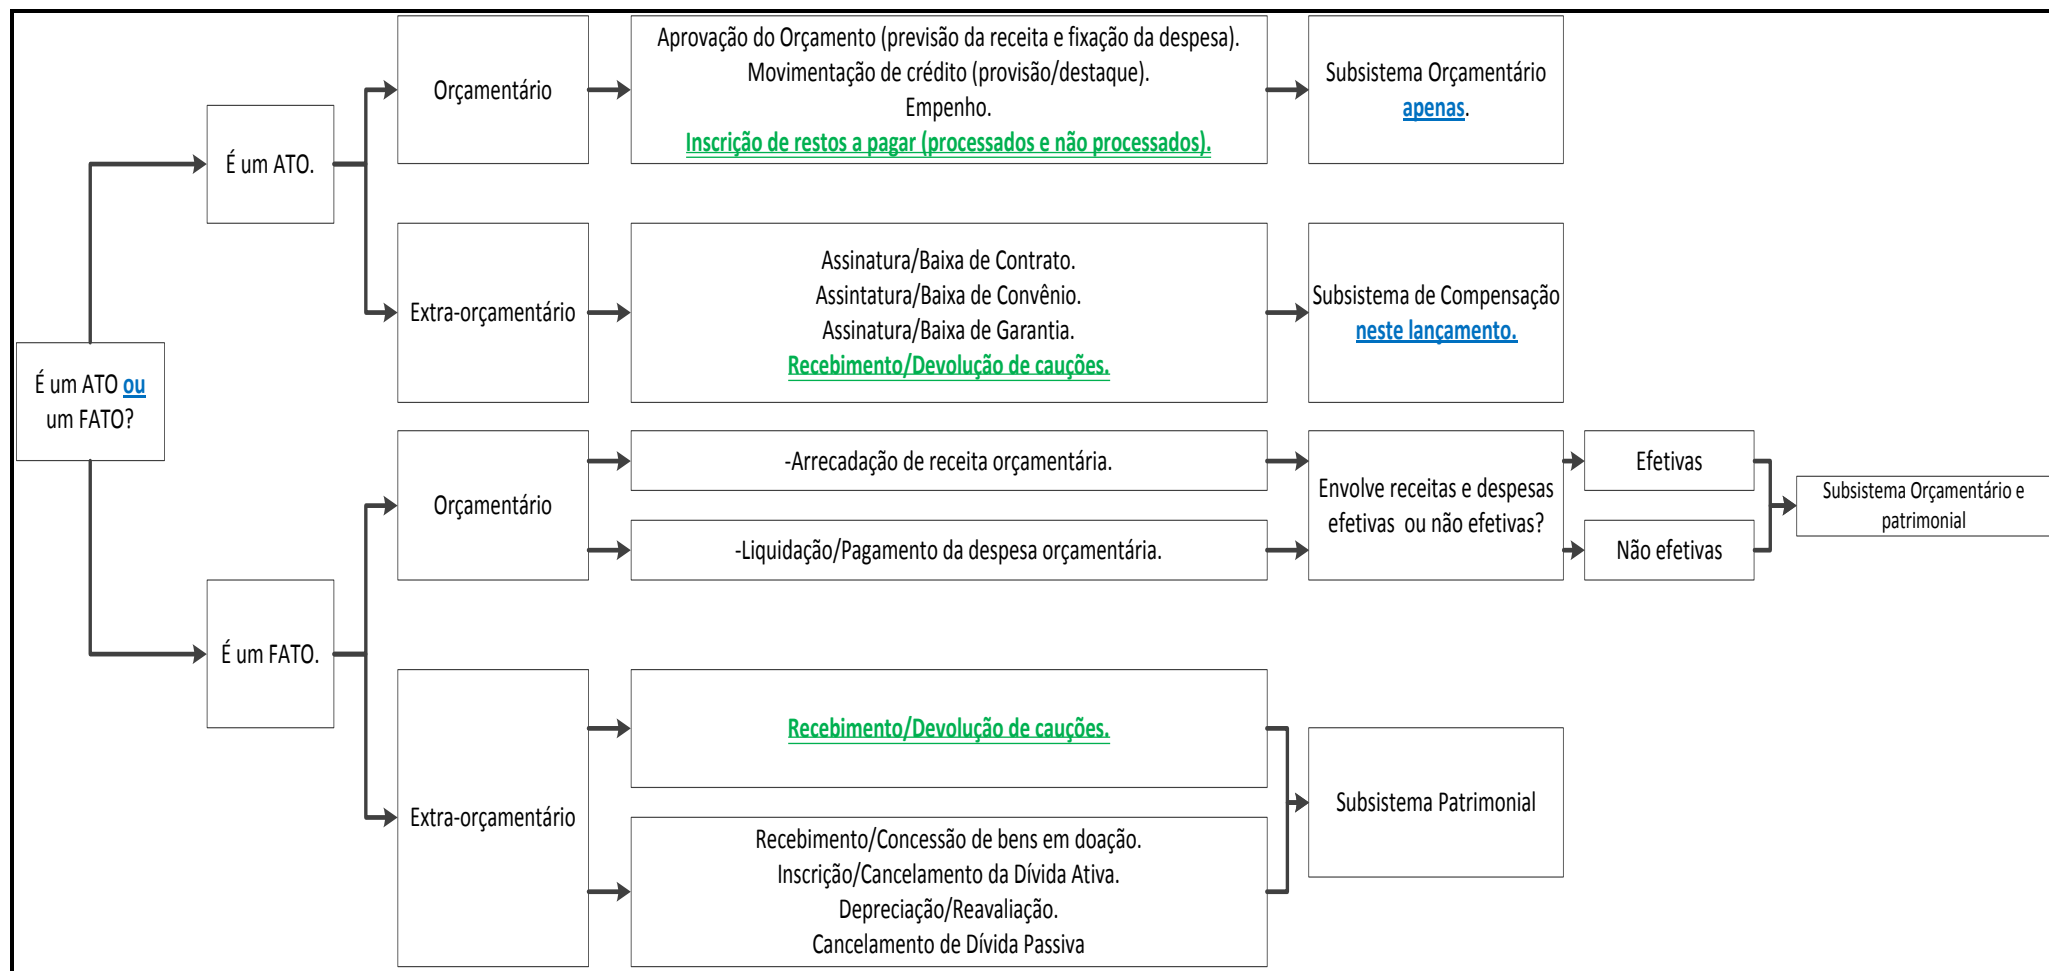 É um ATO ou
um FATO?
É um ATO.
Orçamentário
Aprovação do Orçamento (previsão da receita e fixação da despesa).
Movimentação de crédito (provisão/destaque).
Empenho.
Inscrição de restos a pagar (processados e não processados).
Subsistema Orçamentário
apenas.
Extra-orçamentário
Assinatura/Baixa de Contrato.
Assintatura/Baixa de Convênio.
Assinatura/Baixa de Garantia.
Recebimento/Devolução de cauções.
Subsistema de Compensação
neste lançamento.
É um FATO.
Orçamentário
-Arrecadação de receita orçamentária.
-Liquidação/Pagamento da despesa orçamentária.
Envolve receitas e despesas
efetivas ou não efetivas?
Efetivas
Não efetivas
Subsistema Orçamentário e
patrimonial
Extra-orçamentário
Recebimento/Devolução de cauções.
Recebimento/Concessão de bens em doação.
Inscrição/Cancelamento da Dívida Ativa.
Depreciação/Reavaliação.
Cancelamento de Dívida Passiva
Subsistema Patrimonial